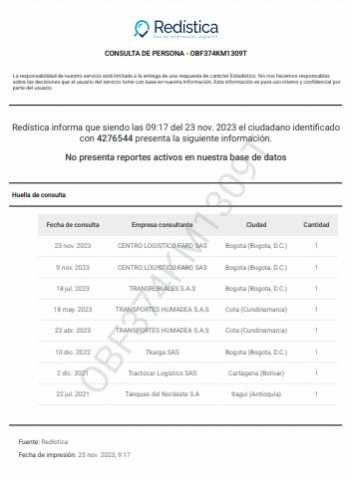 Redistica
CONSULTA DE PERSONA - OBF374KM1309T
La responsabilidad de nuestro servicio está limitada a la entrega de una respuesta de carácter Estadístico. No nos hacemos responsables
sobre las decisiones que el usuario del servicio tome con base en nuestra información. Esta información es para uso interno y confidencial por
parte del usuario.
Redística informa que siendo las 09:17 del 23 nov. 2023 el ciudadano identificado
con 4276544 presenta la siguiente información.
No presenta reportes activos en nuestra base de datos
Huella de consulta
Fecha de consulta Empresa consultante Ciudad Cantidad
23 nov. 2023 CENTRO LOGISTICO FARO SAS Bogota (Bogota, D.C.) 1
9 nov. 2023 CENTRO LOGISTICO FARO SAS Bogota (Bogota, D.C.) 1
18 jul. 2023 TRANSREMALES S.A.S Bogota (Bogota, D.C.) 1
18 may. 2023 TRANSPORTES HUMADEA S.A.S Cota (Cundinamarca) 1
22 abr. 2023 TRANSPORTES HUMADEA S.A.S Cota (Cundinamarca) 1
10 dic. 2022 Tkarga SAS Bogota (Bogota, D.C.) 1
2 dic. 2021 Tractocar Logistics SAS Cartagena (Bolivar) 1
22 jul. 2021 Tanques del Nordeste S.A Itagui (Antioquia) 1
OBF374KM1309T
Fuente: Redística
Fecha de impresión: 23 nov. 2023, 9:17